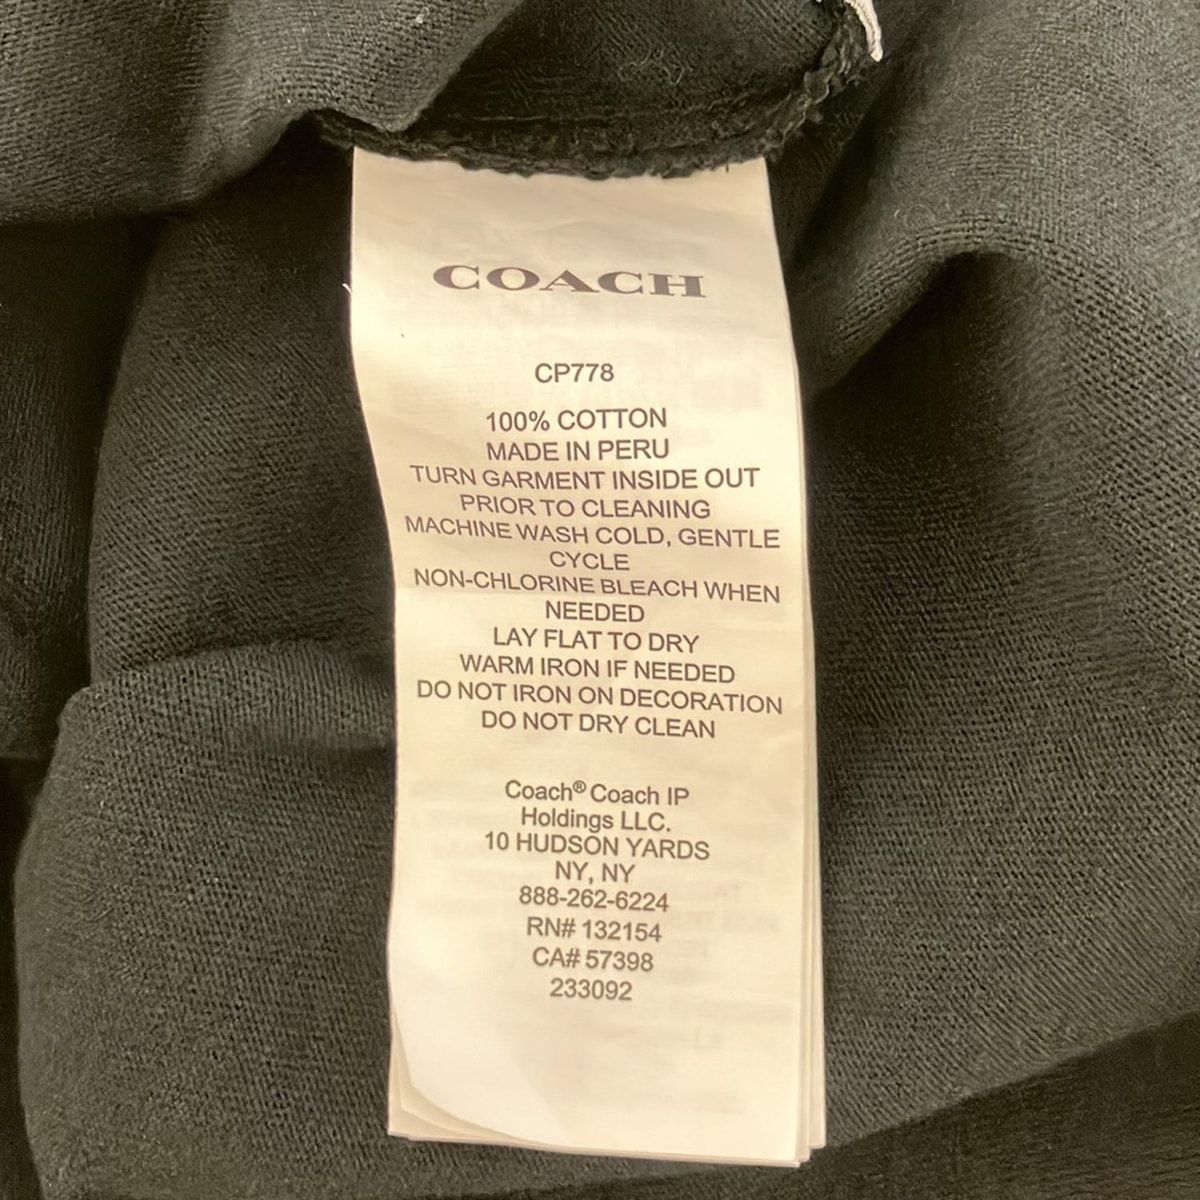 COACH
CP778
100% COTTON
MADE IN PERU
TURN GARMENT INSIDE OUT
PRIOR TO CLEANING
MACHINE WASH COLD, GENTLE
CYCLE
NON-CHLORINE BLEACH WHEN
NEEDED
LAY FLAT TO DRY
WARM IRON IF NEEDED
DO NOT IRON ON DECORATION
DO NOT DRY CLEAN
Coach® Coach IP
Holdings LLC.
10 HUDSON YARDS
NY, NY
888-262-6224
RN# 132154
CA# 57398
233092